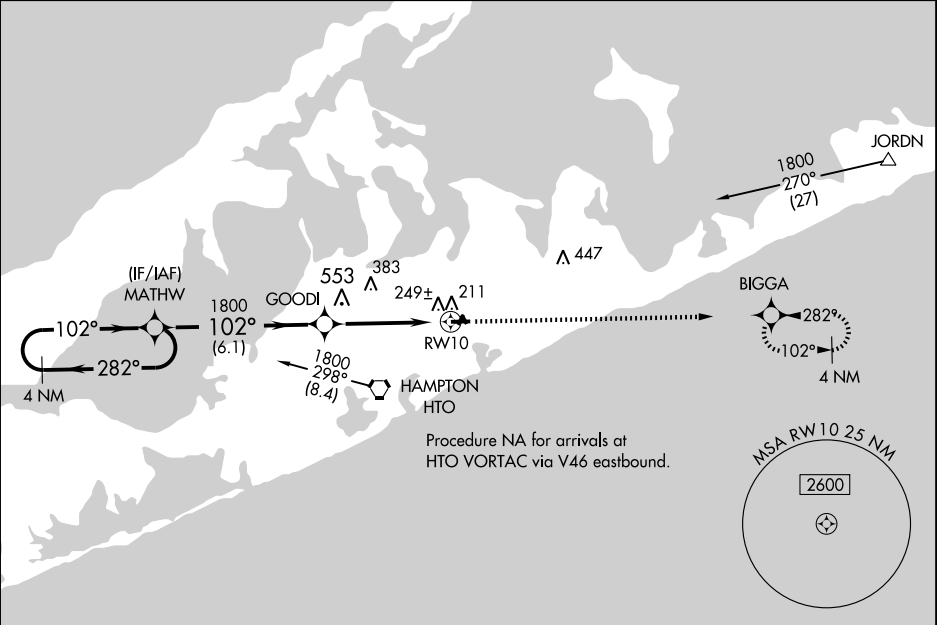 JORDN
1800
270°
(27)
447
(IF/IAF)
MATHW
553
383
GOODI
249±
211
BIGGA
102°
1800
102°
(6.1)
282°
RW10
282°
102°
4 NM
4 NM
1800
298°
(8.4)
HAMPTON
HTO
Procedure NA for arrivals at
HTO VORTAC via V46 eastbound.
MSA RW10 25 NM
2600